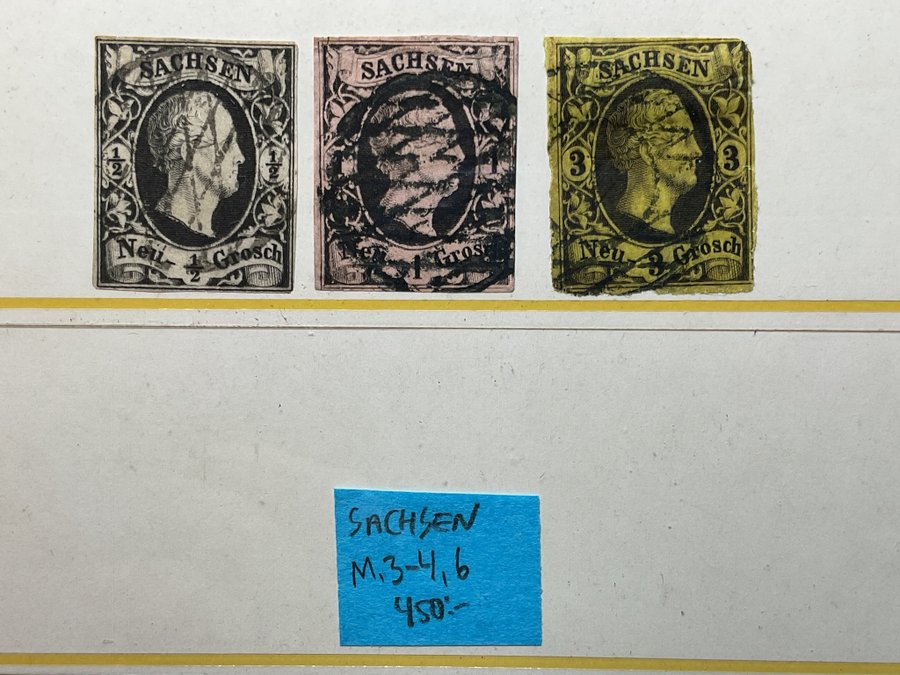 SACHSEN
½ ½
Neu- ½ Grosch
SACHSEN
1 1
Neu 1 Grosch
SACHSEN
3 3
Neu- 3 Grosch
SACHSEN
M.3-4,6
450:-